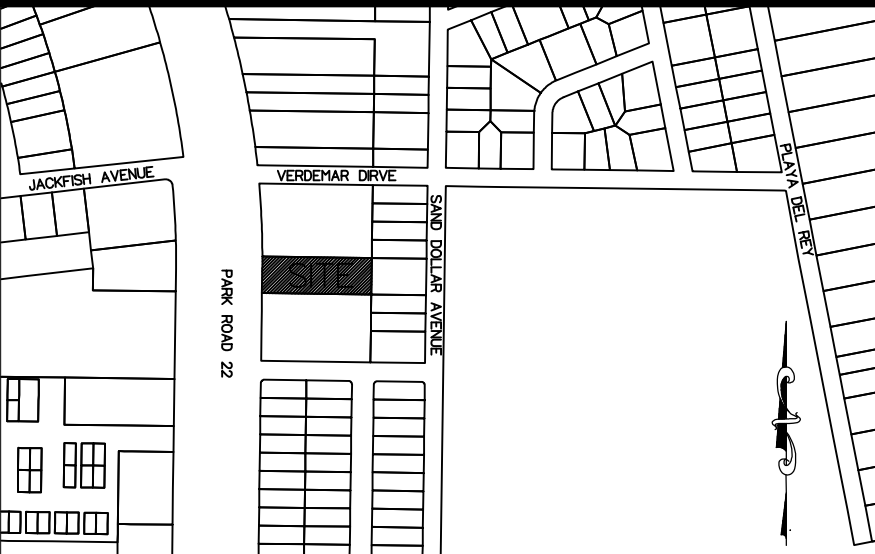 JACKFISH AVENUE
VERDEMAR DIRVE
PLAYA DEL REY
SAND DOLLAR AVENUE
SITE
PARK ROAD 22